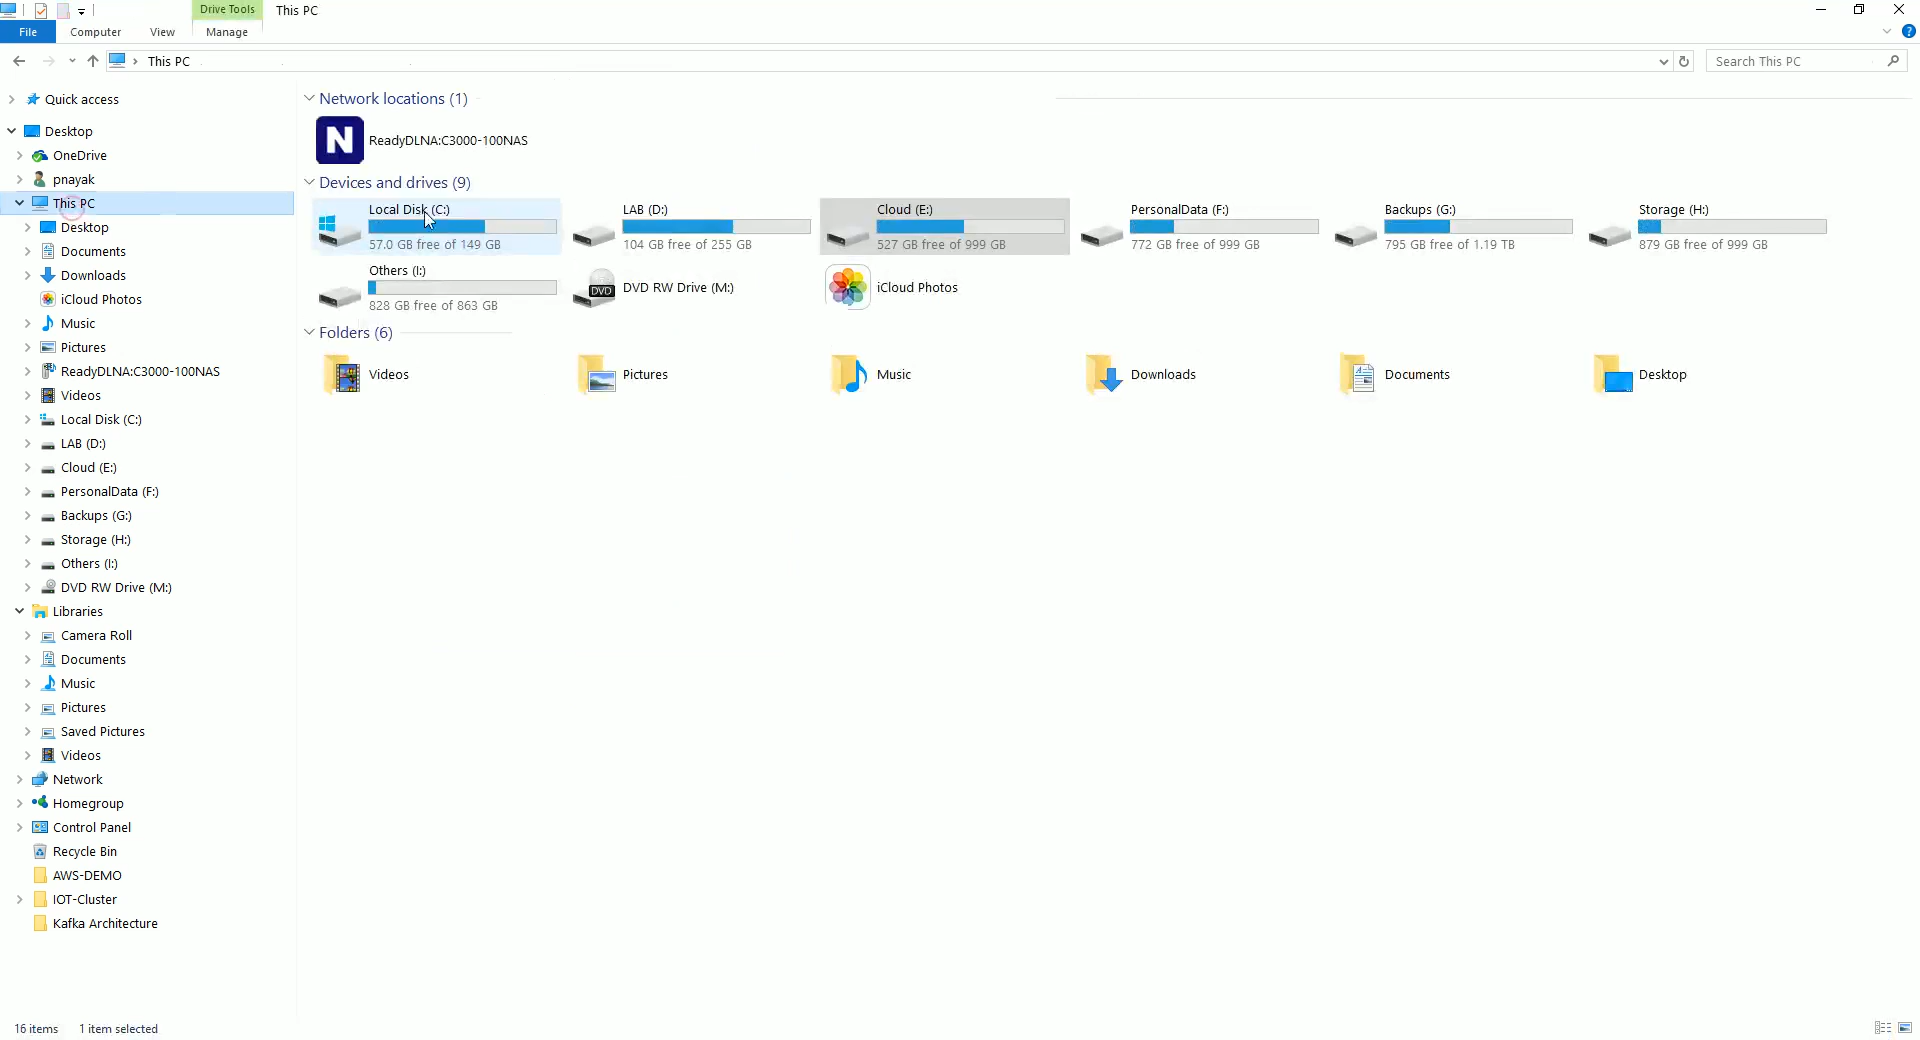 Drive Tools
This PC
File
Computer
View
Manage
This PC
Search This PC
Quick access
Desktop
OneDrive
pnayak
This PC
Desktop
Documents
Downloads
iCloud Photos
Music
Pictures
ReadyDLNA:C3000-100NAS
Videos
Local Disk (C:)
LAB (D:)
Cloud (E:)
PersonalData (F:)
Backups (G:)
Storage (H:)
Others (I:)
DVD RW Drive (M:)
Libraries
Camera Roll
Documents
Music
Pictures
Saved Pictures
Videos
Network
Homegroup
Control Panel
Recycle Bin
AWS-DEMO
IOT-Cluster
Kafka Architecture
Network locations (1)
N
ReadyDLNA:C3000-100NAS
Devices and drives (9)
Local Disk (C:)
57.0 GB free of 149 GB
LAB (D:)
104 GB free of 255 GB
Cloud (E:)
527 GB free of 999 GB
PersonalData (F:)
772 GB free of 999 GB
Backups (G:)
795 GB free of 1.19 TB
Storage (H:)
879 GB free of 999 GB
Others (I:)
828 GB free of 863 GB
DVD
DVD RW Drive (M:)
iCloud Photos
Folders (6)
Videos
Pictures
Music
Downloads
Documents
Desktop
16 items
1 item selected